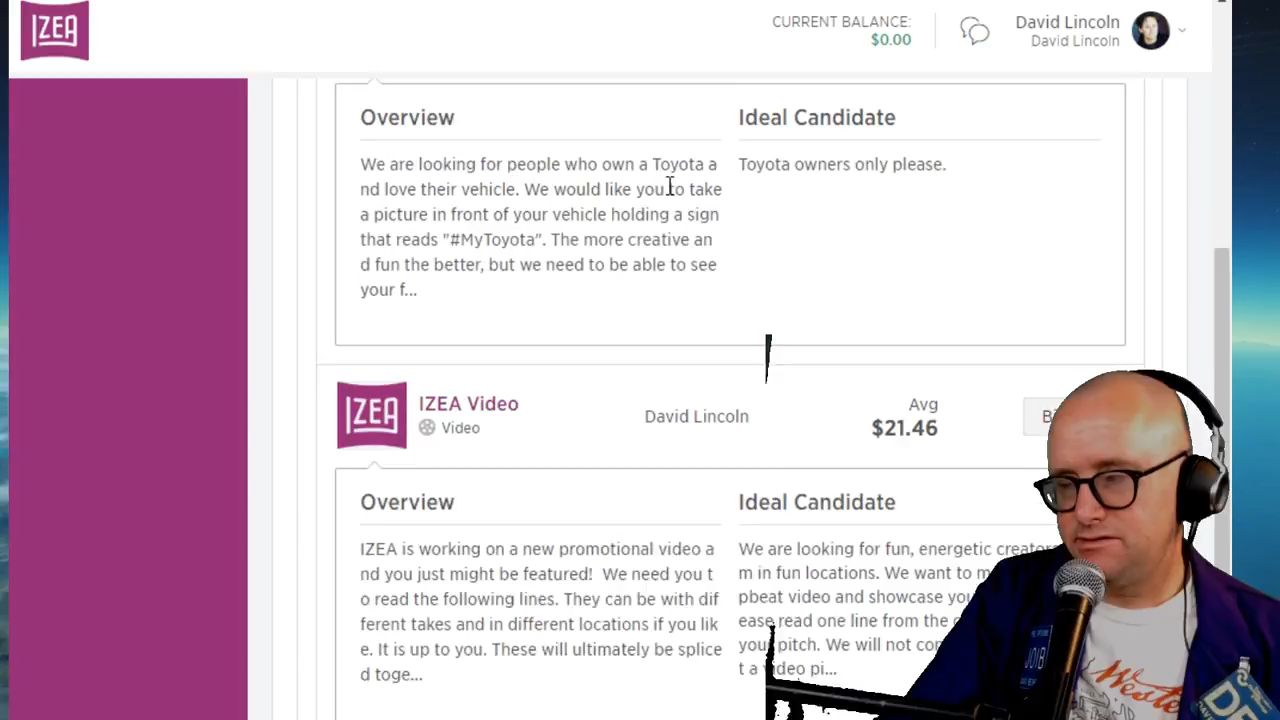 IZEA
CURRENT BALANCE:
$0.00
David Lincoln
David Lincoln
Overview
We are looking for people who own a Toyota a
nd love their vehicle. We would like you to take
a picture in front of your vehicle holding a sign
that reads "#MyToyota". The more creative an
d fun the better, but we need to be able to see
your f...
Ideal Candidate
Toyota owners only please.
IZEA
IZEA Video
Video
David Lincoln
Avg
$21.46
Overview
IZEA is working on a new promotional video a
nd you just might be featured!  We need you t
o read the following lines. They can be with dif
ferent takes and in different locations if you lik
e. It is up to you. These will ultimately be splice
d toge...
Ideal Candidate
We are looking for fun, energetic
m in fun locations. We want to
pbeat video and showcase
ease read one line from the
your pitch. We will not
t a video pi...
JOIB
Weste